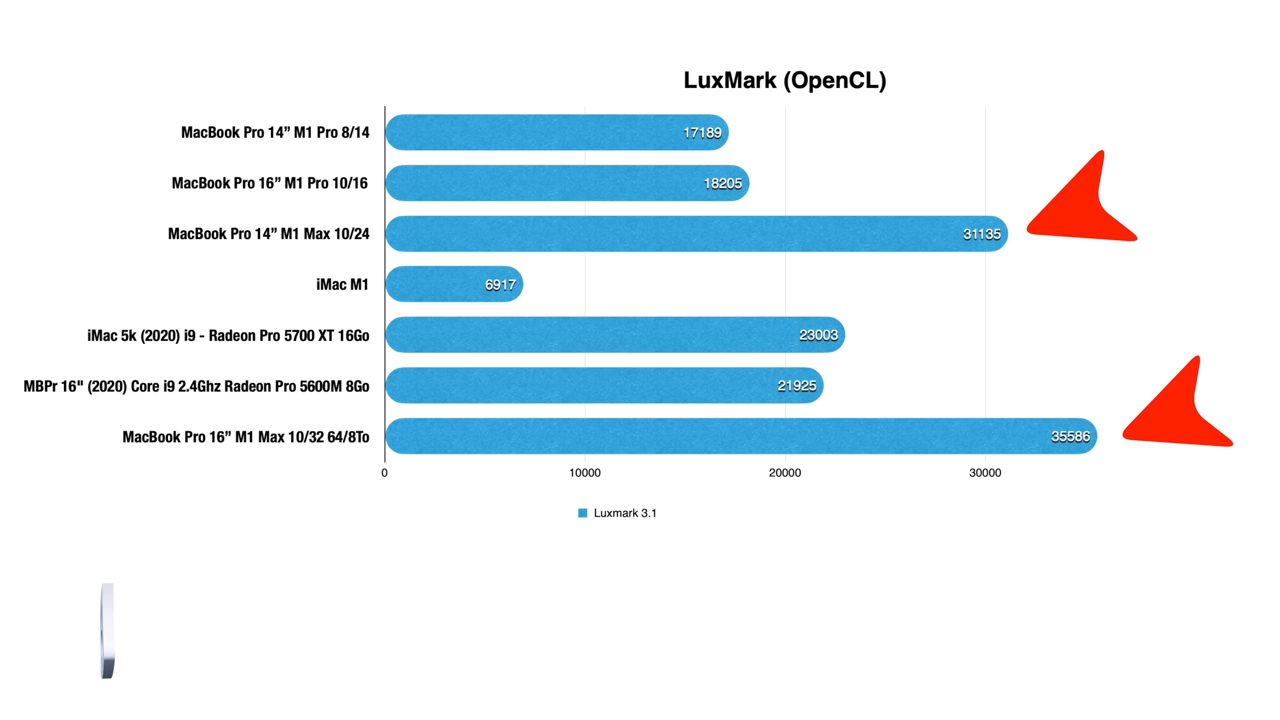 LuxMark (OpenCL)
MacBook Pro 14” M1 Pro 8/14
17189
MacBook Pro 16” M1 Pro 10/16
18205
MacBook Pro 14” M1 Max 10/24
31135
iMac M1
6917
iMac 5k (2020) i9 - Radeon Pro 5700 XT 16Go
23003
MBPr 16" (2020) Core i9 2.4Ghz Radeon Pro 5600M 8Go
21925
MacBook Pro 16” M1 Max 10/32 64/8To
35586
0 10000 20000 30000
Luxmark 3.1